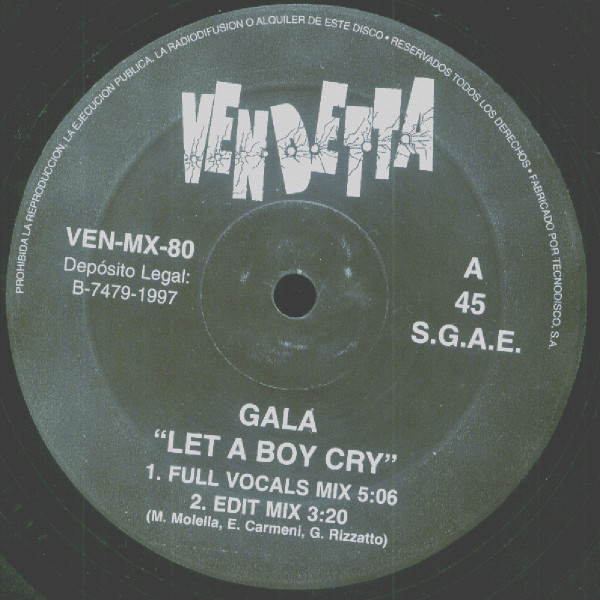 PROHIBIDA LA REPRODUCCION, LA EJECUCION PUBLICA, LA RADIODIFUSION O ALQUILER DE ESTE DISCO • RESERVADOS TODOS LOS DERECHOS • FABRICADO POR TECNODISCO, S.A.
VENDETTA
VEN-MX-80
Depósito Legal:
B-7479-1997
A
45
S.G.A.E.
GALA
“LET A BOY CRY”
1. FULL VOCALS MIX 5:06
2. EDIT MIX 3:20
(M. Molella, E. Carmeni, G. Rizzatto)